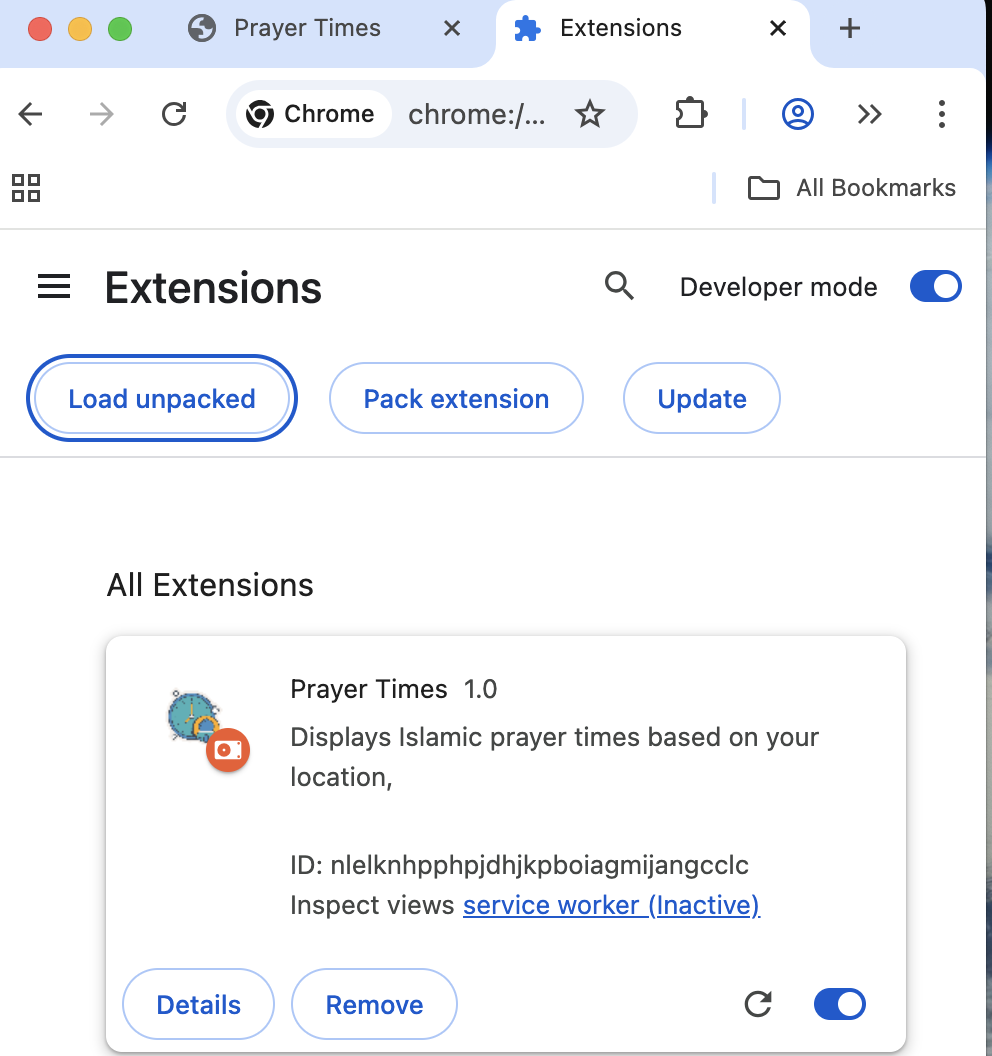 Prayer Times
Extensions
Chrome
chrome:/...
All Bookmarks
Extensions
Developer mode
Load unpacked
Pack extension
Update
All Extensions
Prayer Times 1.0
Displays Islamic prayer times based on your
location,
ID: nlelknhpphpjdhjkpboiagmijangcclc
Inspect views service worker (Inactive)
Details
Remove